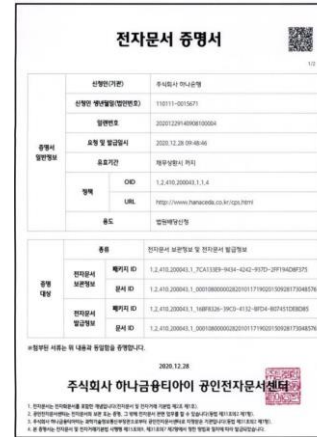 전자문서 증명서
1/2
증명서 일반정보
신청인(기관) 주식회사 하나은행
신청인 생년월일(법인번호) 110111-0015671
일련번호 20201229140908100004
요청 및 발급시점 2020.12.28 09:48:46
유효기간 채무상환시 까지
정책 OID 1.2.410.200043.1.1.4
URL http://www.hanaceda.co.kr/cps.html
용도 법원배당신청
증명 대상
종류 전자문서 보관정보 및 전자문서 발급정보
전자문서 보관정보 패키지 ID
문서 ID
전자문서 발급정보 패키지 ID
문서 ID
※첨부된 서류는 위 내용과 동일함을 증명합니다.
2020.12.28
주식회사 하나금융티아이 공인전자문서센터